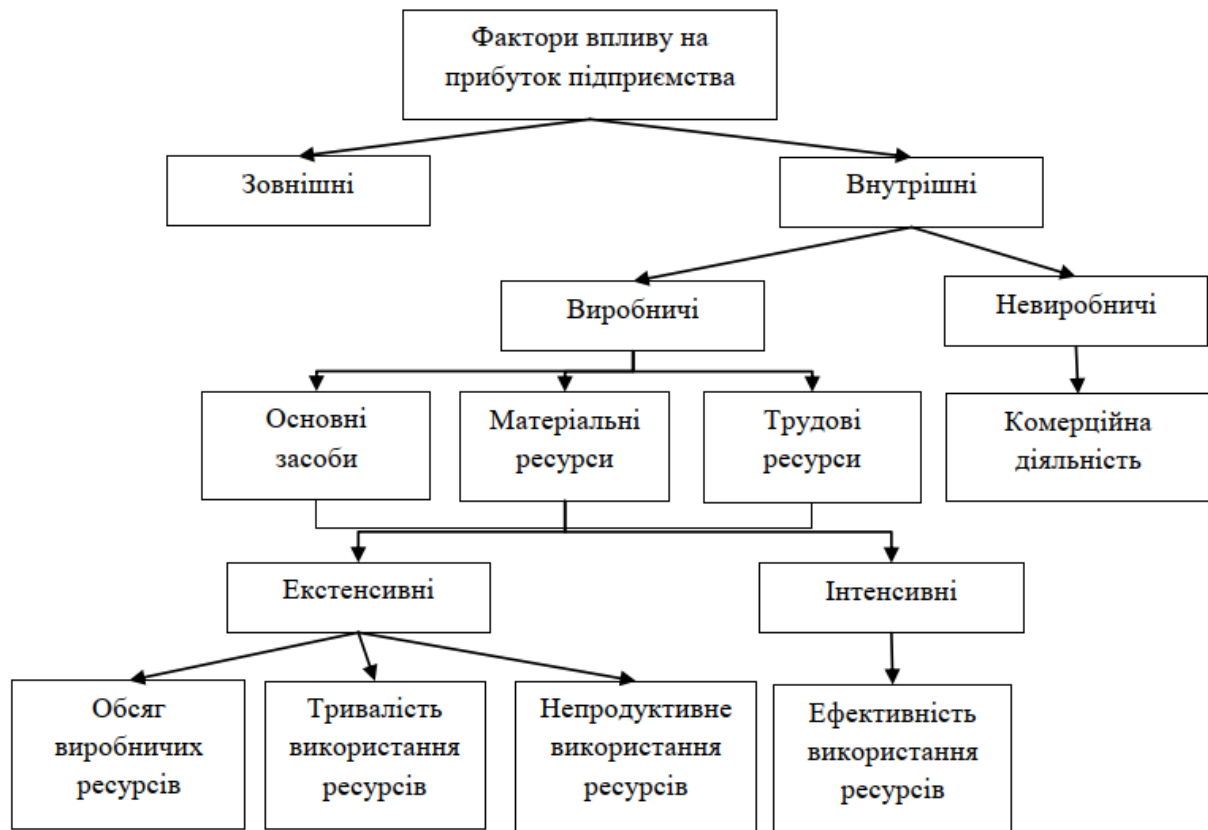 Фактори впливу на
прибуток підприємства
Зовнішні
Внутрішні
Виробничі
Невиробничі
Основні
засоби
Матеріальні
ресурси
Трудові
ресурси
Комерційна
діяльність
Екстенсивні
Інтенсивні
Обсяг
виробничих
ресурсів
Тривалість
використання
ресурсів
Непродуктивне
використання
ресурсів
Ефективність
використання
ресурсів